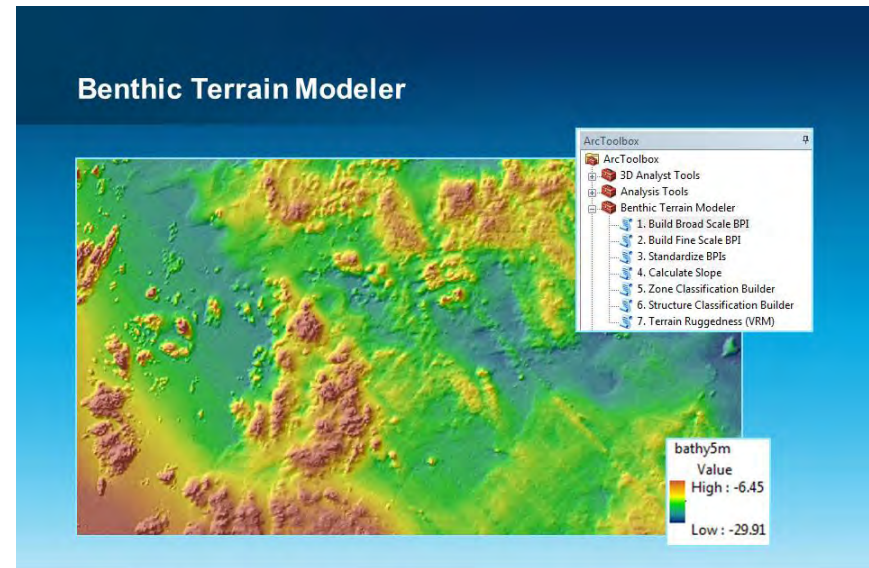 Benthic Terrain Modeler
ArcToolbox
ArcToolbox
3D Analyst Tools
Analysis Tools
Benthic Terrain Modeler
1. Build Broad Scale BPI
2. Build Fine Scale BPI
3. Standardize BPIs
4. Calculate Slope
5. Zone Classification Builder
6. Structure Classification Builder
7. Terrain Ruggedness (VRM)
bathy5m
Value
High : -6.45
Low : -29.91